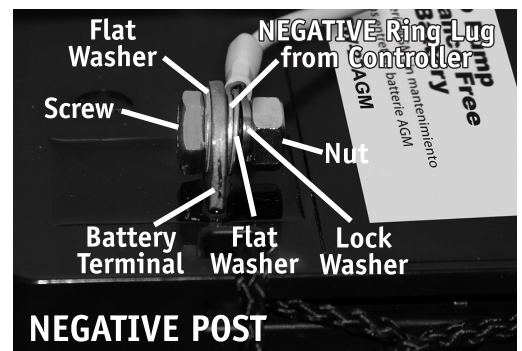 Flat
Washer
NEGATIVE Ring Lug
from Controller
Screw
Nut
Battery
Terminal
Flat
Washer
Lock
Washer
NEGATIVE POST
Free
mantenimiento
batterie AGM
AGM